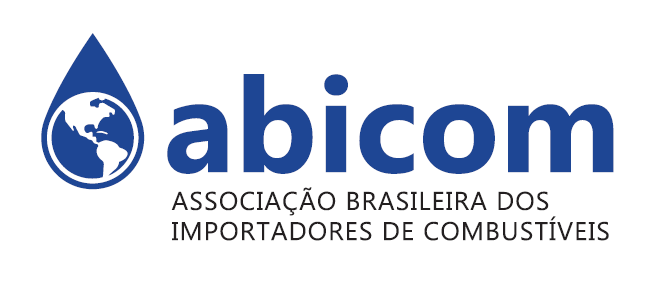 abicom
ASSOCIAÇÃO BRASILEIRA DOS
IMPORTADORES DE COMBUSTÍVEIS